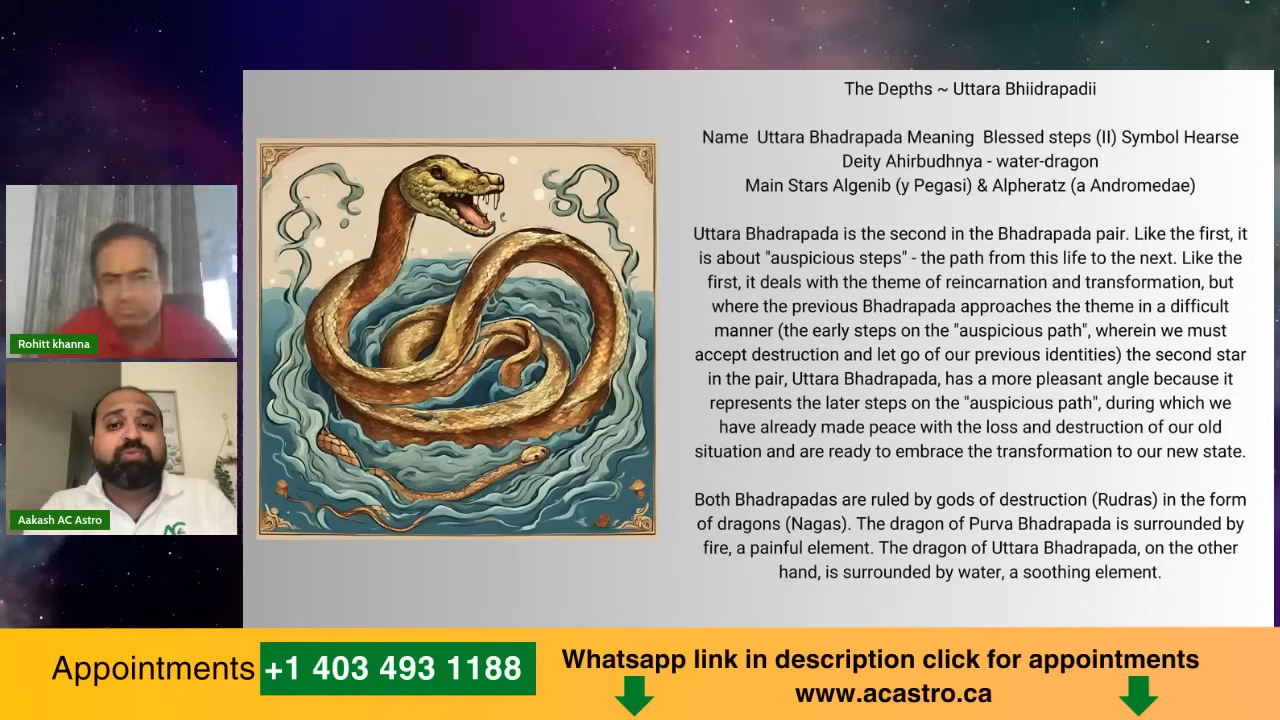 The Depths ~ Uttara Bhiidrapadii
Name  Uttara Bhadrapada Meaning  Blessed steps (II) Symbol Hearse
Deity Ahirbudhnya - water-dragon
Main Stars Algenib (y Pegasi) & Alpheratz (a Andromedae)
Uttara Bhadrapada is the second in the Bhadrapada pair. Like the first, it
is about "auspicious steps" - the path from this life to the next. Like the
first, it deals with the theme of reincarnation and transformation, but
where the previous Bhadrapada approaches the theme in a difficult
manner (the early steps on the "auspicious path", wherein we must
accept destruction and let go of our previous identities) the second star
in the pair, Uttara Bhadrapada, has a more pleasant angle because it
represents the later steps on the "auspicious path", during which we
have already made peace with the loss and destruction of our old
situation and are ready to embrace the transformation to our new state.
Both Bhadrapadas are ruled by gods of destruction (Rudras) in the form
of dragons (Nagas). The dragon of Purva Bhadrapada is surrounded by
fire, a painful element. The dragon of Uttara Bhadrapada, on the other
hand, is surrounded by water, a soothing element.
Rohitt khanna
Aakash AC Astro
Appointments +1 403 493 1188
Whatsapp link in description click for appointments
www.acastro.ca